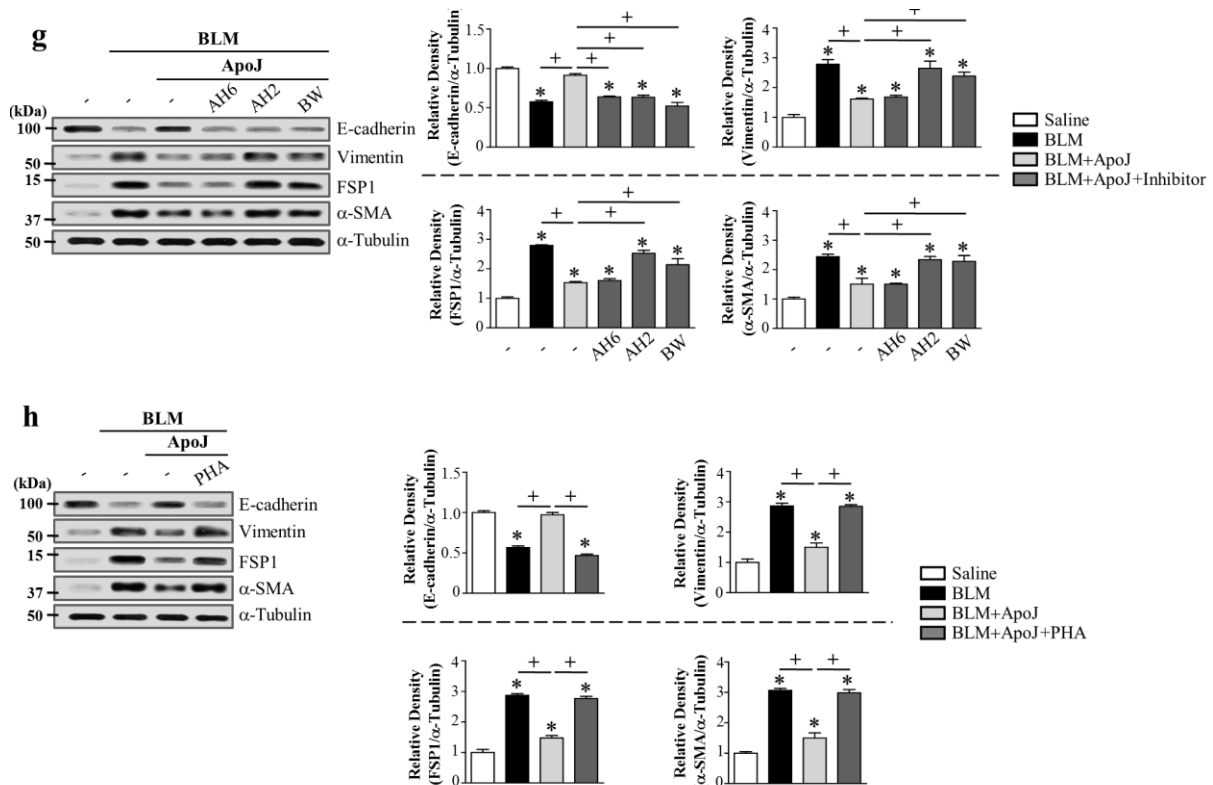 g
BLM
ApoJ
- - - AH6 AH2 BW
(kDa)
100 E-cadherin
50 Vimentin
15 FSP1
37 α-SMA
50 α-Tubulin
Relative Density
(E-cadherin/α-Tubulin)
1.5
1.0
0.5
0
* + * + * + * +
Relative Density
(Vimentin/α-Tubulin)
4
3
2
1
0
* + * * + * + *
Saline
BLM
BLM+ApoJ
BLM+ApoJ+Inhibitor
Relative Density
(FSP1/α-Tubulin)
4
3
2
1
0
* + * * + * + *
- - - AH6 AH2 BW
Relative Density
(α-SMA/α-Tubulin)
4
3
2
1
0
* + * * + * + *
- - - AH6 AH2 BW
h
BLM
ApoJ
- - - PHA
(kDa)
100 E-cadherin
50 Vimentin
15 FSP1
37 α-SMA
50 α-Tubulin
Relative Density
(E-cadherin/α-Tubulin)
1.5
1.0
0.5
0
* + + *
Relative Density
(Vimentin/α-Tubulin)
4
3
2
1
0
* + * + *
Saline
BLM
BLM+ApoJ
BLM+ApoJ+PHA
Relative Density
(FSP1/α-Tubulin)
4
3
2
1
0
* + * + *
Relative Density
(α-SMA/α-Tubulin)
4
3
2
1
0
* + * + *